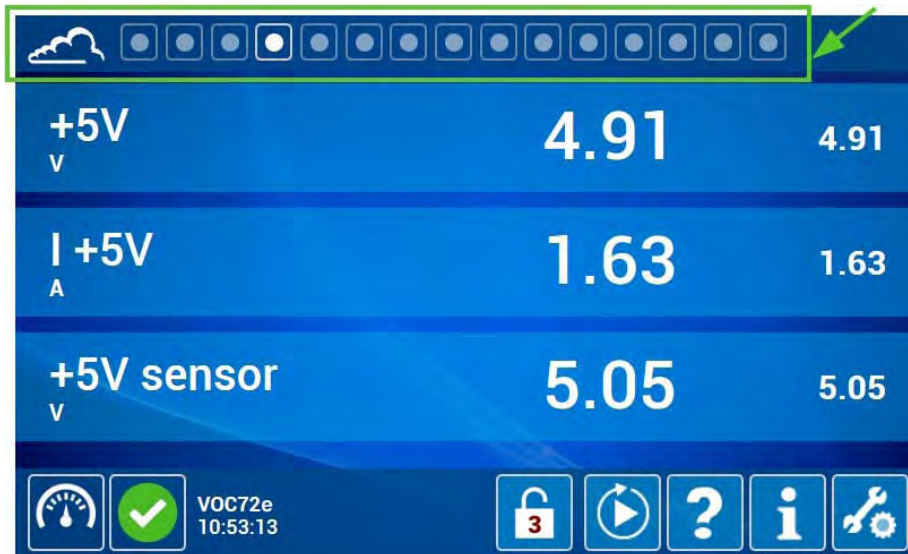 +5V
V
4.91
4.91
I +5V
A
1.63
1.63
+5V sensor
V
5.05
5.05
VOC72e
10:53:13
3
?
i